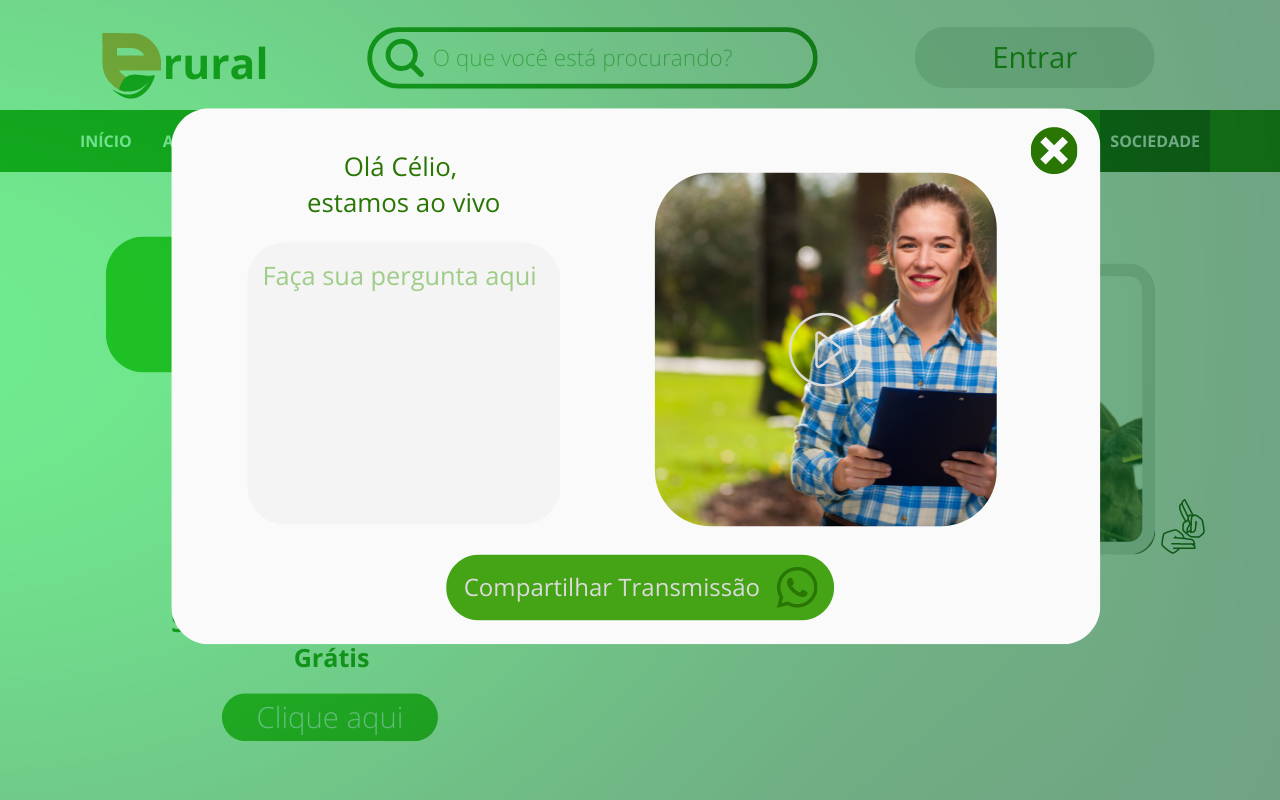 erural
O que você está procurando?
Entrar
INÍCIO
SOCIEDADE
Olá Célio,
estamos ao vivo
Faça sua pergunta aqui
Compartilhar Transmissão
Grátis
Clique aqui